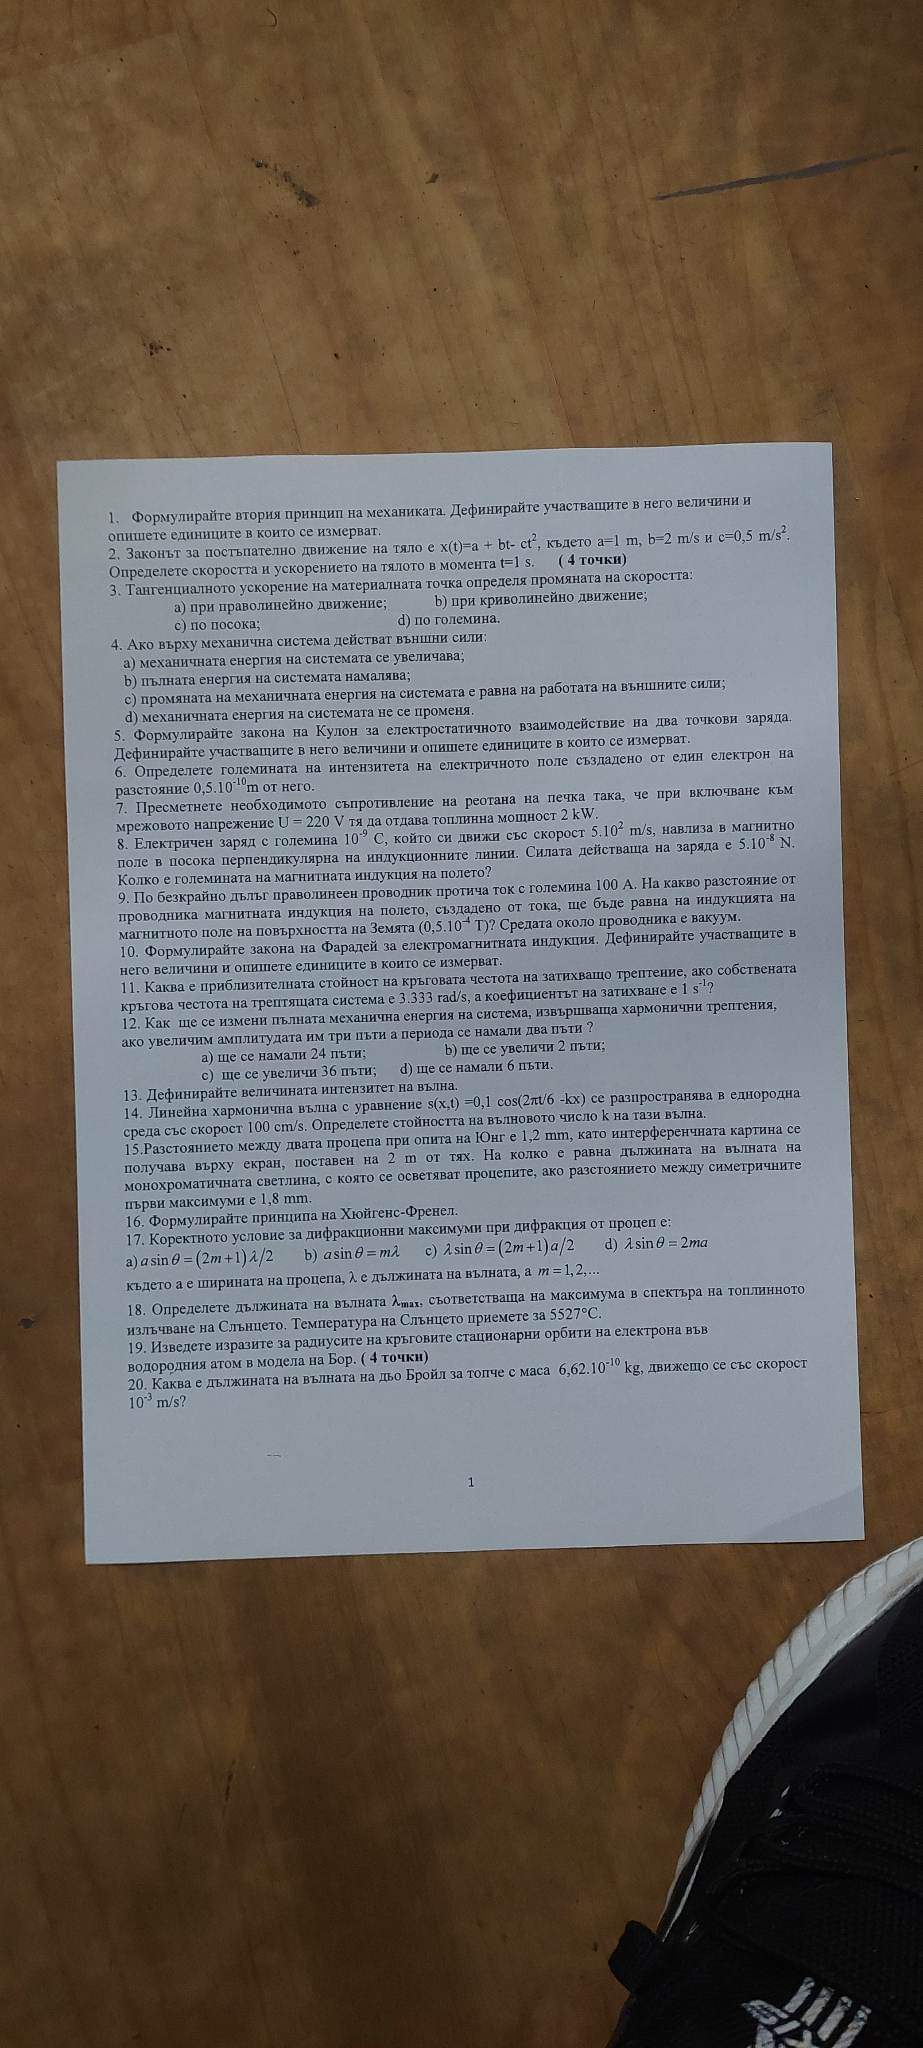 1. Формулирайте втория принцип на механиката. Дефинирайте участващите в него величини и
опишете единиците в които се измерват.
2. Законът за постъпателно движение на тяло е x(t)=a + bt- ct², където a=1 m, b=2 m/s и c=0,5 m/s².
Определете скоростта и ускорението на тялото в момента t=1 s. ( 4 точки)
3. Тангенциалното ускорение на материалната точка определя промяната на скоростта:
a) при праволинейно движение; b) при криволинейно движение;
c) по посока; d) по големина.
4. Ако върху механична система действат външни сили:
a) механичната енергия на системата се увеличава;
b) пълната енергия на системата намалява;
c) промяната на механичната енергия на системата е равна на работата на външните сили;
d) механичната енергия на системата не се променя.
5. Формулирайте закона на Кулон за електростатичното взаимодействие на два точкови заряда.
Дефинирайте участващите в него величини и опишете единиците в които се измерват.
6. Определете големината на интензитета на електричното поле създадено от един електрон на
разстояние 0,5.10⁻¹⁰m от него.
7. Пресметнете необходимото съпротивление на реотана на печка така, че при включване към
мрежовото напрежение U = 220 V тя да отдава топлинна мощност 2 kW.
8. Електричен заряд с големина 10⁻⁹ C, който си движи със скорост 5.10² m/s, навлиза в магнитно
поле в посока перпендикулярна на индукционните линии. Силата действаща на заряда е 5.10⁻⁸ N.
Колко е големината на магнитната индукция на полето?
9. По безкрайно дълъг праволинеен проводник протича ток с големина 100 А. На какво разстояние от
проводника магнитната индукция на полето, създадено от тока, ще бъде равна на индукцията на
магнитното поле на повърхността на Земята (0,5.10⁻⁴ T)? Средата около проводника е вакуум.
10. Формулирайте закона на Фарадей за електромагнитната индукция. Дефинирайте участващите в
него величини и опишете единиците в които се измерват.
11. Каква е приблизителната стойност на кръговата честота на затихващо трептение, ако собствената
кръгова честота на трептящата система е 3.333 rad/s, а коефициентът на затихване е 1 s⁻¹?
12. Как ще се измени пълната механична енергия на система, извършваща хармонични трептения,
ако увеличим амплитудата им три пъти а периода се намали два пъти ?
a) ще се намали 24 пъти; b) ще се увеличи 2 пъти;
c) ще се увеличи 36 пъти; d) ще се намали 6 пъти.
13. Дефинирайте величината интензитет на вълна.
14. Линейна хармонична вълна с уравнение s(x,t) =0,1 cos(2πt/6 -kx) се разпространява в еднородна
среда със скорост 100 cm/s. Определете стойността на вълновото число k на тази вълна.
15.Разстоянието между двата процепа при опита на Юнг е 1,2 mm, като интерференчната картина се
получава върху екран, поставен на 2 m от тях. На колко е равна дължината на вълната на
монохроматичната светлина, с която се осветяват процепите, ако разстоянието между симетричните
първи максимуми е 1,8 mm.
16. Формулирайте принципа на Хюйгенс-Френел.
17. Коректното условие за дифракционни максимуми при дифракция от процеп е:
a) a sin θ = (2m+1) λ/2 b) a sin θ = mλ c) λ sin θ = (2m+1) a/2 d) λ sin θ = 2ma
където a е ширината на процепа, λ е дължината на вълната, а m = 1, 2,...
18. Определете дължината на вълната λmax, съответстваща на максимума в спектъра на топлинното
излъчване на Слънцето. Температура на Слънцето приемете за 5527°C.
19. Изведете изразите за радиусите на кръговите стационарни орбити на електрона във
водородния атом в модела на Бор. ( 4 точки)
20. Каква е дължината на вълната на дьо Бройл за топче с маса 6,62.10⁻¹⁰ kg, движещо се със скорост
10⁻³ m/s?
1